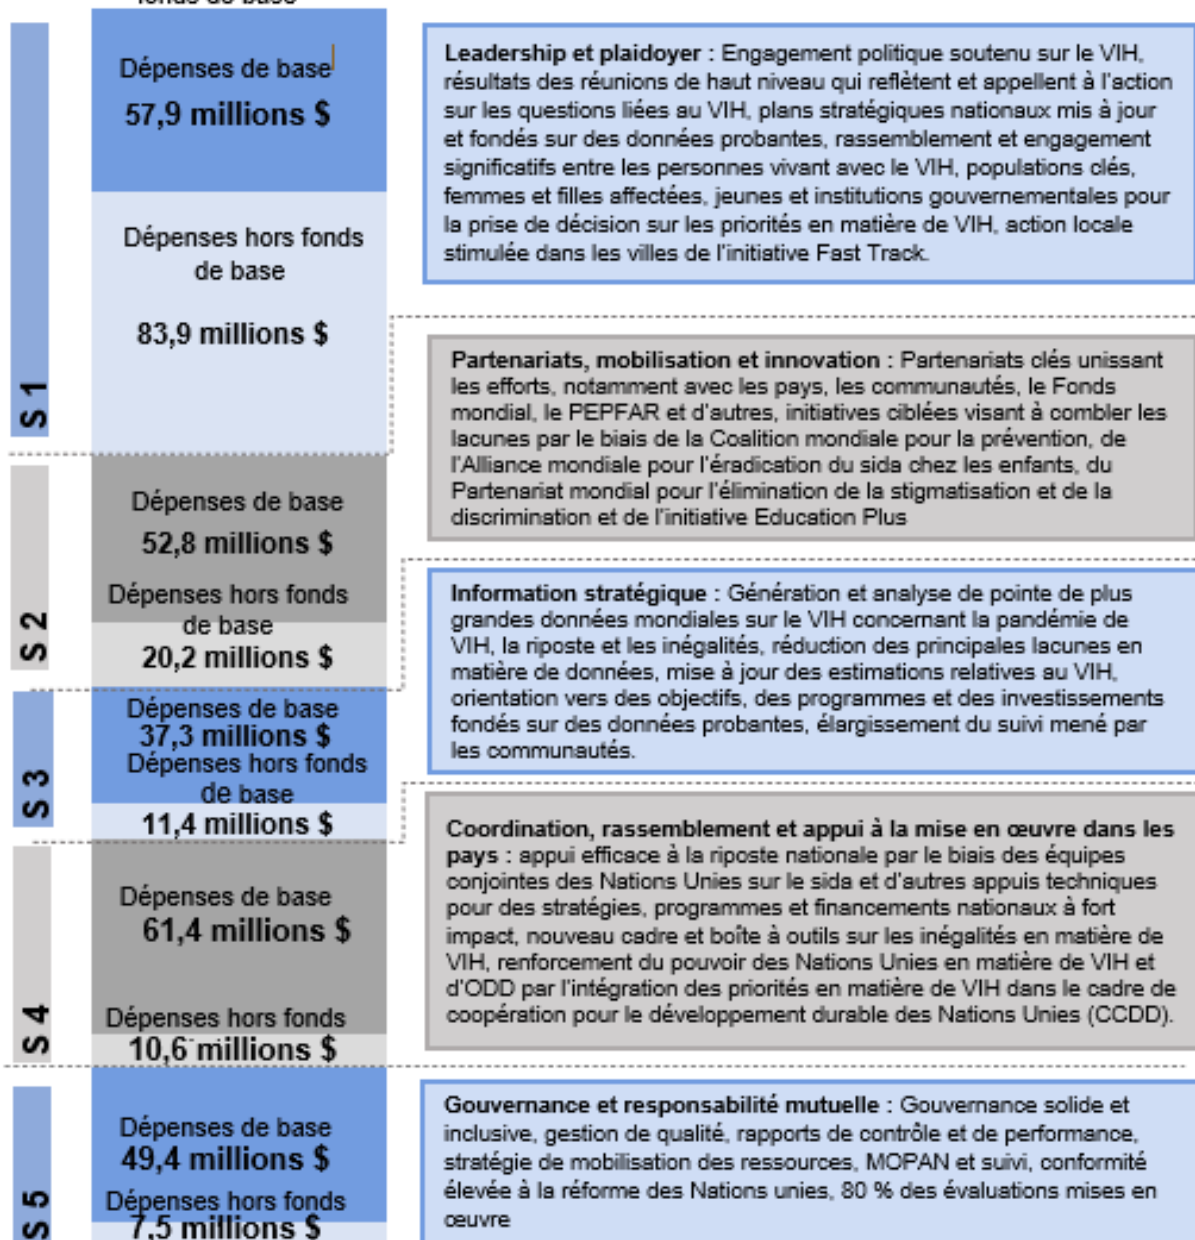 fonds de base
S 1
Dépenses de base
57,9 millions $
Dépenses hors fonds
de base
83,9 millions $
Leadership et plaidoyer : Engagement politique soutenu sur le VIH,
résultats des réunions de haut niveau qui reflètent et appellent à l'action
sur les questions liées au VIH, plans stratégiques nationaux mis à jour
et fondés sur des données probantes, rassemblement et engagement
significatifs entre les personnes vivant avec le VIH, populations clés,
femmes et filles affectées, jeunes et institutions gouvernementales pour
la prise de décision sur les priorités en matière de VIH, action locale
stimulée dans les villes de l'initiative Fast Track.
S 2
Dépenses de base
52,8 millions $
Dépenses hors fonds
de base
20,2 millions $
Partenariats, mobilisation et innovation : Partenariats clés unissant
les efforts, notamment avec les pays, les communautés, le Fonds
mondial, le PEPFAR et d'autres, initiatives ciblées visant à combler les
lacunes par le biais de la Coalition mondiale pour la prévention, de
l'Alliance mondiale pour l'éradication du sida chez les enfants, du
Partenariat mondial pour l'élimination de la stigmatisation et de la
discrimination et de l'initiative Education Plus
S 3
Dépenses de base
37,3 millions $
Dépenses hors fonds
de base
11,4 millions $
Information stratégique : Génération et analyse de pointe de plus
grandes données mondiales sur le VIH concernant la pandémie de
VIH, la riposte et les inégalités, réduction des principales lacunes en
matière de données, mise à jour des estimations relatives au VIH,
orientation vers des objectifs, des programmes et des investissements
fondés sur des données probantes, élargissement du suivi mené par
les communautés.
S 4
Dépenses de base
61,4 millions $
Dépenses hors fonds
10,6 millions $
Coordination, rassemblement et appui à la mise en œuvre dans les
pays : appui efficace à la riposte nationale par le biais des équipes
conjointes des Nations Unies sur le sida et d'autres appuis techniques
pour des stratégies, programmes et financements nationaux à fort
impact, nouveau cadre et boîte à outils sur les inégalités en matière de
VIH, renforcement du pouvoir des Nations Unies en matière de VIH et
d'ODD par l'intégration des priorités en matière de VIH dans le cadre de
coopération pour le développement durable des Nations Unies (CCDD).
S 5
Dépenses de base
49,4 millions $
Dépenses hors fonds
7,5 millions $
Gouvernance et responsabilité mutuelle : Gouvernance solide et
inclusive, gestion de qualité, rapports de contrôle et de performance,
stratégie de mobilisation des ressources, MOPAN et suivi, conformité
élevée à la réforme des Nations unies, 80 % des évaluations mises en
œuvre